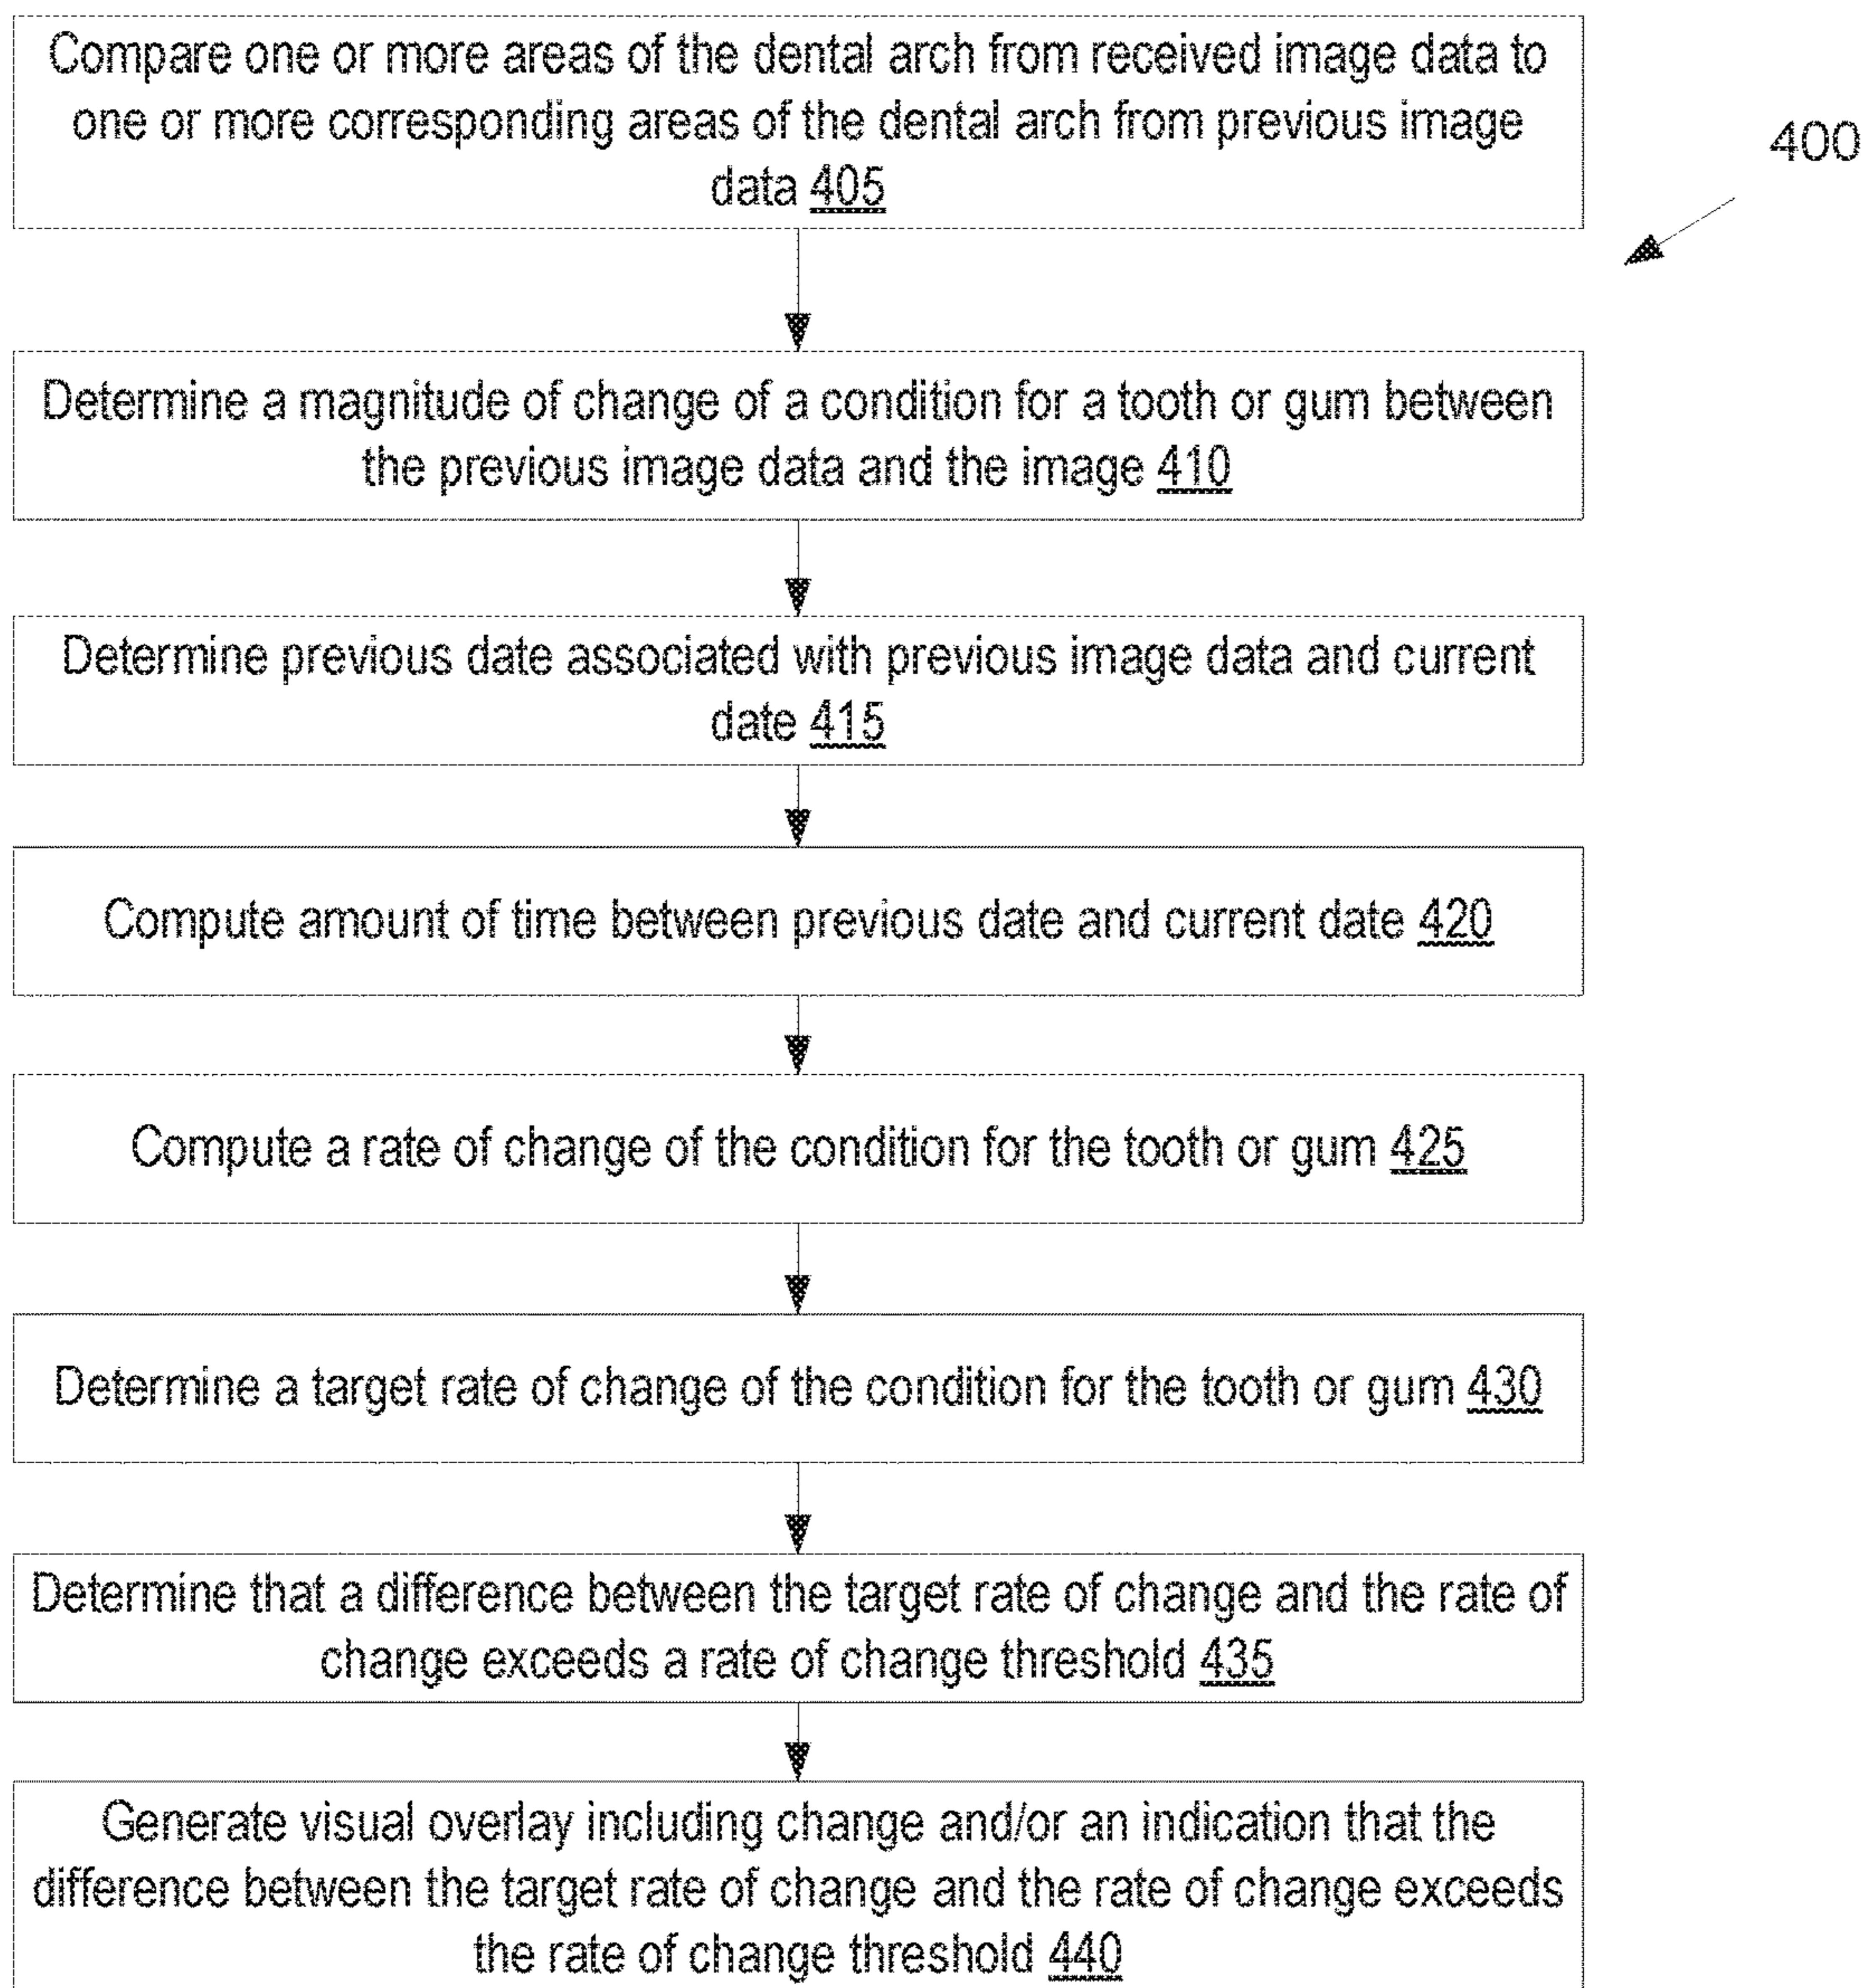 Compare one or more areas of the dental arch from received image data to
one or more corresponding areas of the dental arch from previous image
data 405
400
Determine a magnitude of change of a condition for a tooth or gum between
the previous image data and the image 410
Determine previous date associated with previous image data and current
date 415
Compute amount of time between previous date and current date 420
Compute a rate of change of the condition for the tooth or gum 425
Determine a target rate of change of the condition for the tooth or gum 430
Determine that a difference between the target rate of change and the rate of
change exceeds a rate of change threshold 435
Generate visual overlay including change and/or an indication that the
difference between the target rate of change and the rate of change exceeds
the rate of change threshold 440